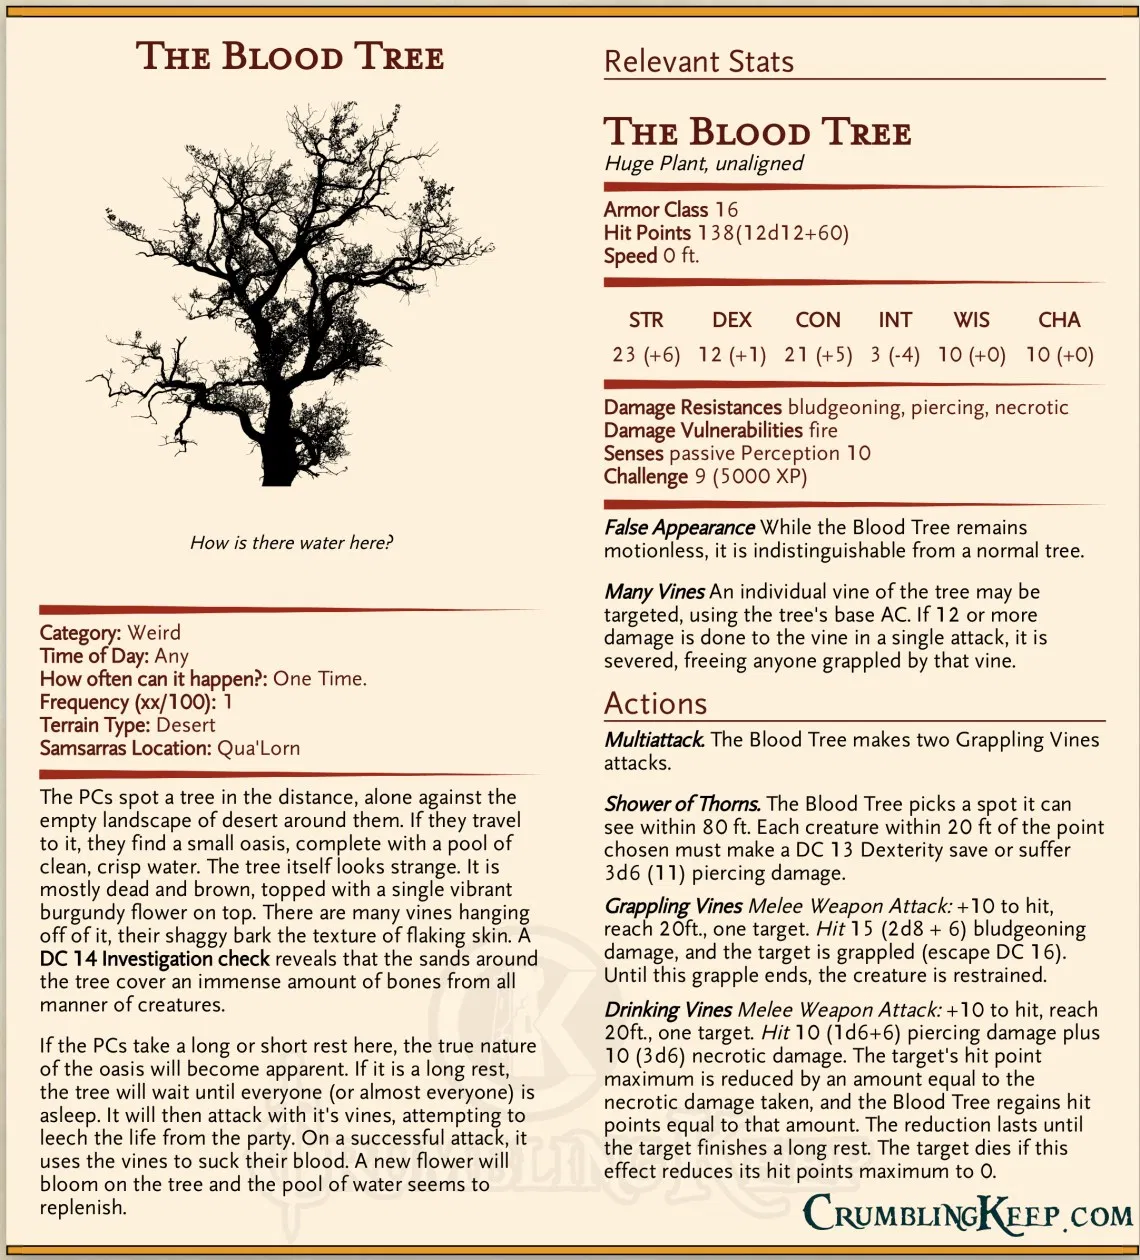 The Blood Tree
How is there water here?
Category: Weird
Time of Day: Any
How often can it happen?: One Time.
Frequency (xx/100): 1
Terrain Type: Desert
Samsarras Location: Qua'Lorn
The PCs spot a tree in the distance, alone against the
empty landscape of desert around them. If they travel
to it, they find a small oasis, complete with a pool of
clean, crisp water. The tree itself looks strange. It is
mostly dead and brown, topped with a single vibrant
burgundy flower on top. There are many vines hanging
off of it, their shaggy bark the texture of flaking skin. A
DC 14 Investigation check reveals that the sands around
the tree cover an immense amount of bones from all
manner of creatures.
If the PCs take a long or short rest here, the true nature
of the oasis will become apparent. If it is a long rest,
the tree will wait until everyone (or almost everyone) is
asleep. It will then attack with it's vines, attempting to
leech the life from the party. On a successful attack, it
uses the vines to suck their blood. A new flower will
bloom on the tree and the pool of water seems to
replenish.
Relevant Stats
The Blood Tree
Huge Plant, unaligned
Armor Class 16
Hit Points 138(12d12+60)
Speed 0 ft.
STR DEX CON INT WIS CHA
23 (+6) 12 (+1) 21 (+5) 3 (-4) 10 (+0) 10 (+0)
Damage Resistances bludgeoning, piercing, necrotic
Damage Vulnerabilities fire
Senses passive Perception 10
Challenge 9 (5000 XP)
False Appearance While the Blood Tree remains
motionless, it is indistinguishable from a normal tree.
Many Vines An individual vine of the tree may be
targeted, using the tree's base AC. If 12 or more
damage is done to the vine in a single attack, it is
severed, freeing anyone grappled by that vine.
Actions
Multiattack. The Blood Tree makes two Grappling Vines
attacks.
Shower of Thorns. The Blood Tree picks a spot it can
see within 80 ft. Each creature within 20 ft of the point
chosen must make a DC 13 Dexterity save or suffer
3d6 (11) piercing damage.
Grappling Vines Melee Weapon Attack: +10 to hit,
reach 20ft., one target. Hit 15 (2d8 + 6) bludgeoning
damage, and the target is grappled (escape DC 16).
Until this grapple ends, the creature is restrained.
Drinking Vines Melee Weapon Attack: +10 to hit, reach
20ft., one target. Hit 10 (1d6+6) piercing damage plus
10 (3d6) necrotic damage. The target's hit point
maximum is reduced by an amount equal to the
necrotic damage taken, and the Blood Tree regains hit
points equal to that amount. The reduction lasts until
the target finishes a long rest. The target dies if this
effect reduces its hit points maximum to 0.
CrumblingKeep
CrumblingKeep.com